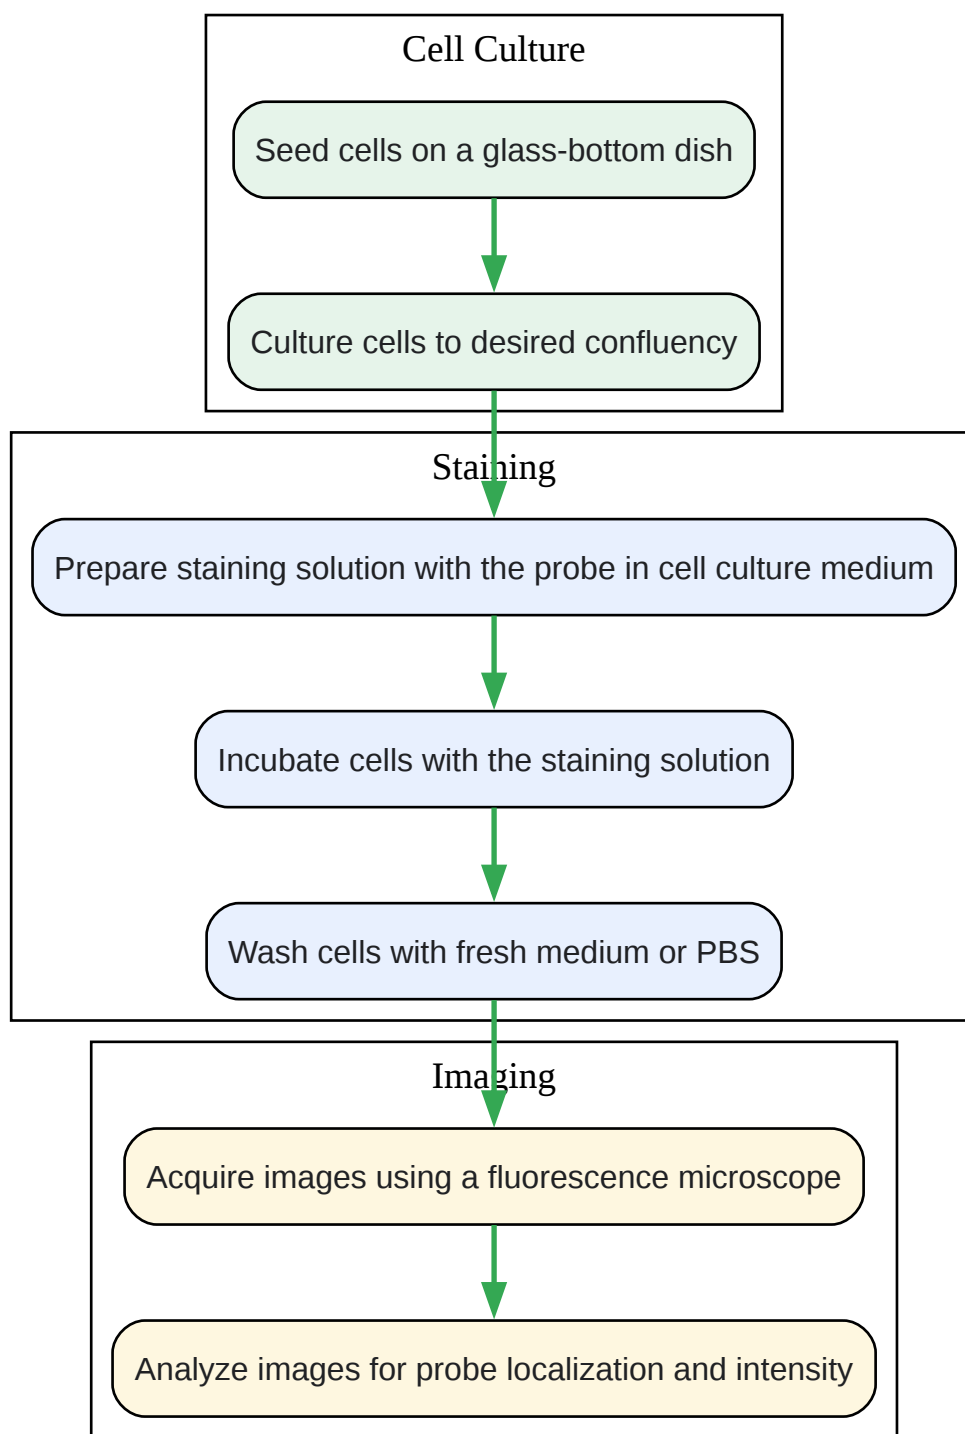 Cell Culture
Seed cells on a glass-bottom dish
Culture cells to desired confluency
Staining
Prepare staining solution with the probe in cell culture medium
Incubate cells with the staining solution
Wash cells with fresh medium or PBS
Imaging
Acquire images using a fluorescence microscope
Analyze images for probe localization and intensity